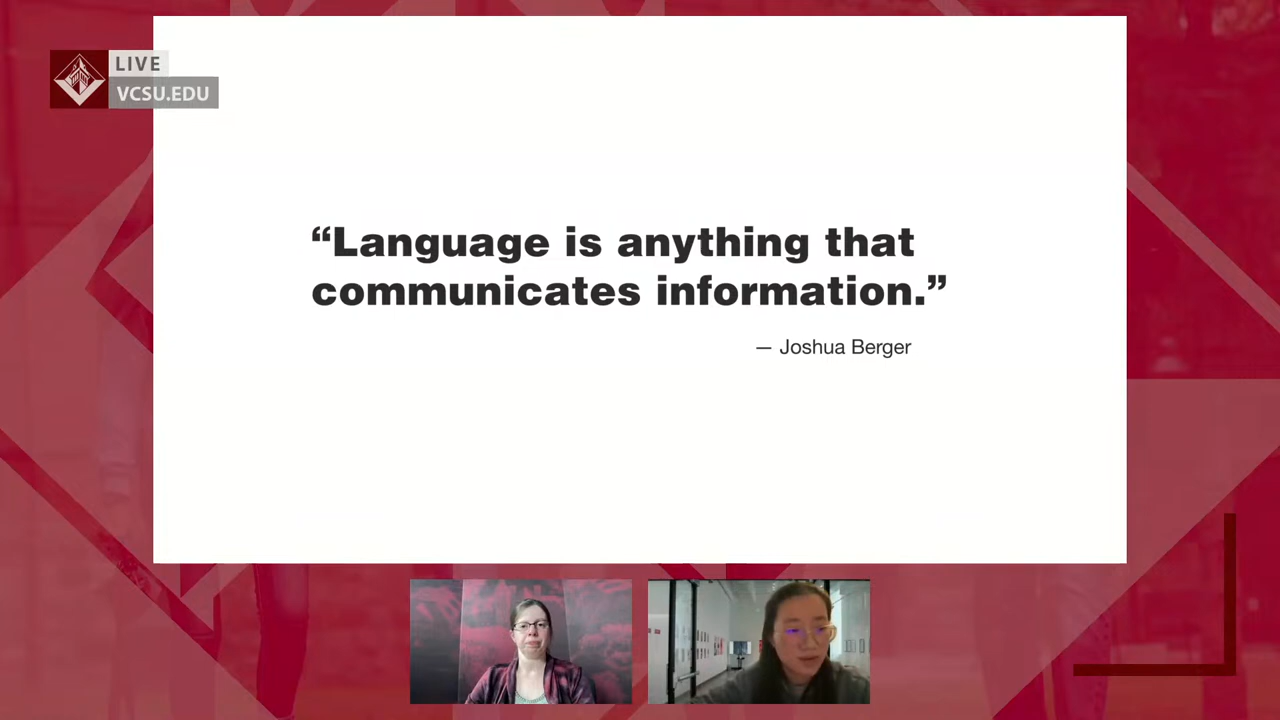 LIVE
VCSU.EDU
“Language is anything that
communicates information.”
— Joshua Berger